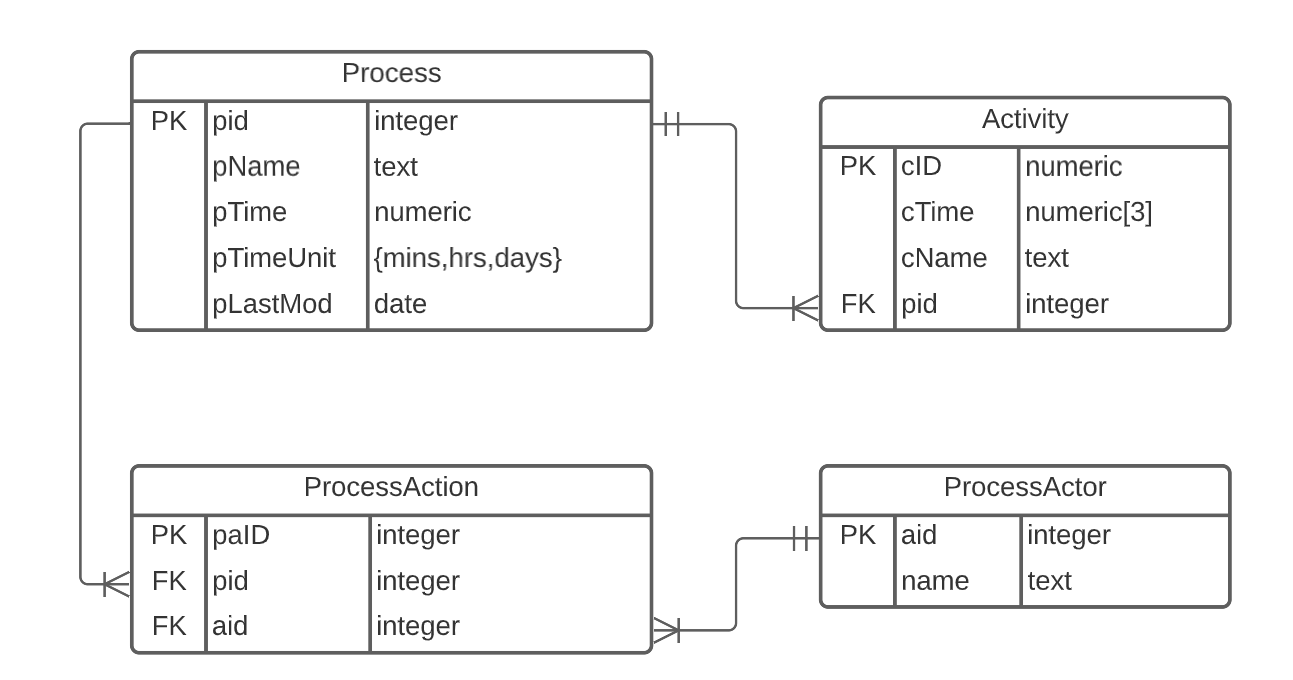 Process
PK pid integer
pName text
pTime numeric
pTimeUnit {mins,hrs,days}
pLastMod date
Activity
PK cID numeric
cTime numeric[3]
cName text
FK pid integer
ProcessAction
PK paID integer
FK pid integer
FK aid integer
ProcessActor
PK aid integer
name text